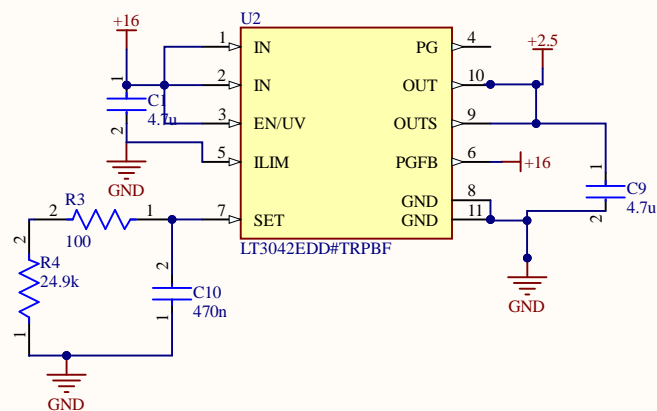 U2
+16
+2.5
1 IN PG 4
1 2 IN OUT 10
C1
4.7u
2 3 EN/UV OUTS 9
5 ILIM PGFB 6 +16
1
C9
4.7u
2
GND
GND 8
GND 11
R3
2 1 7 SET
100
LT3042EDD#TRPBF
2
R4
24.9k
1
2
C10
470n
1
GND
GND